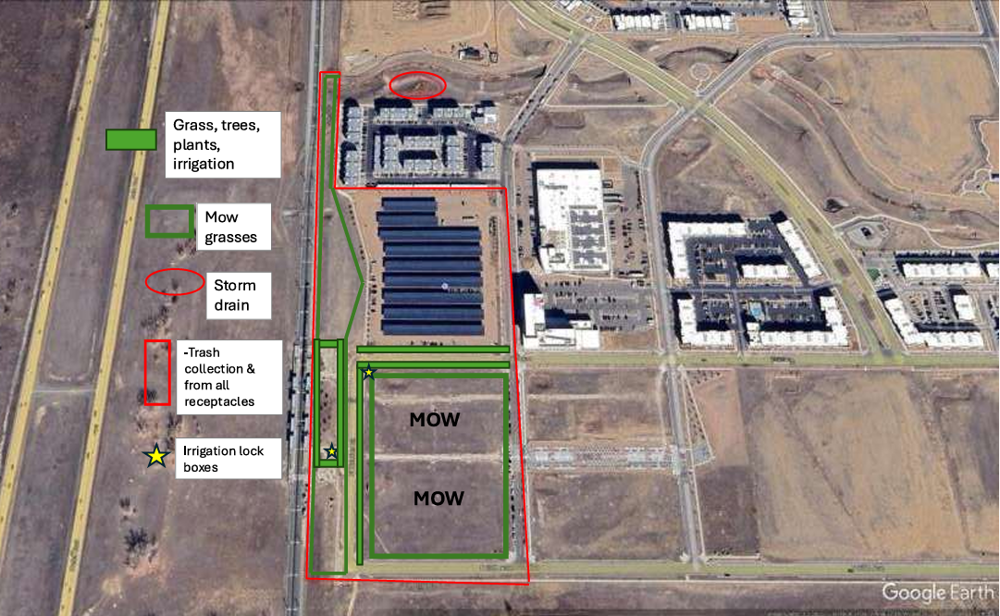 Grass, trees,
plants,
irrigation
Mow
grasses
Storm
drain
-Trash
collection &
from all
receptacles
Irrigation lock
boxes
MOW
MOW
Google Earth